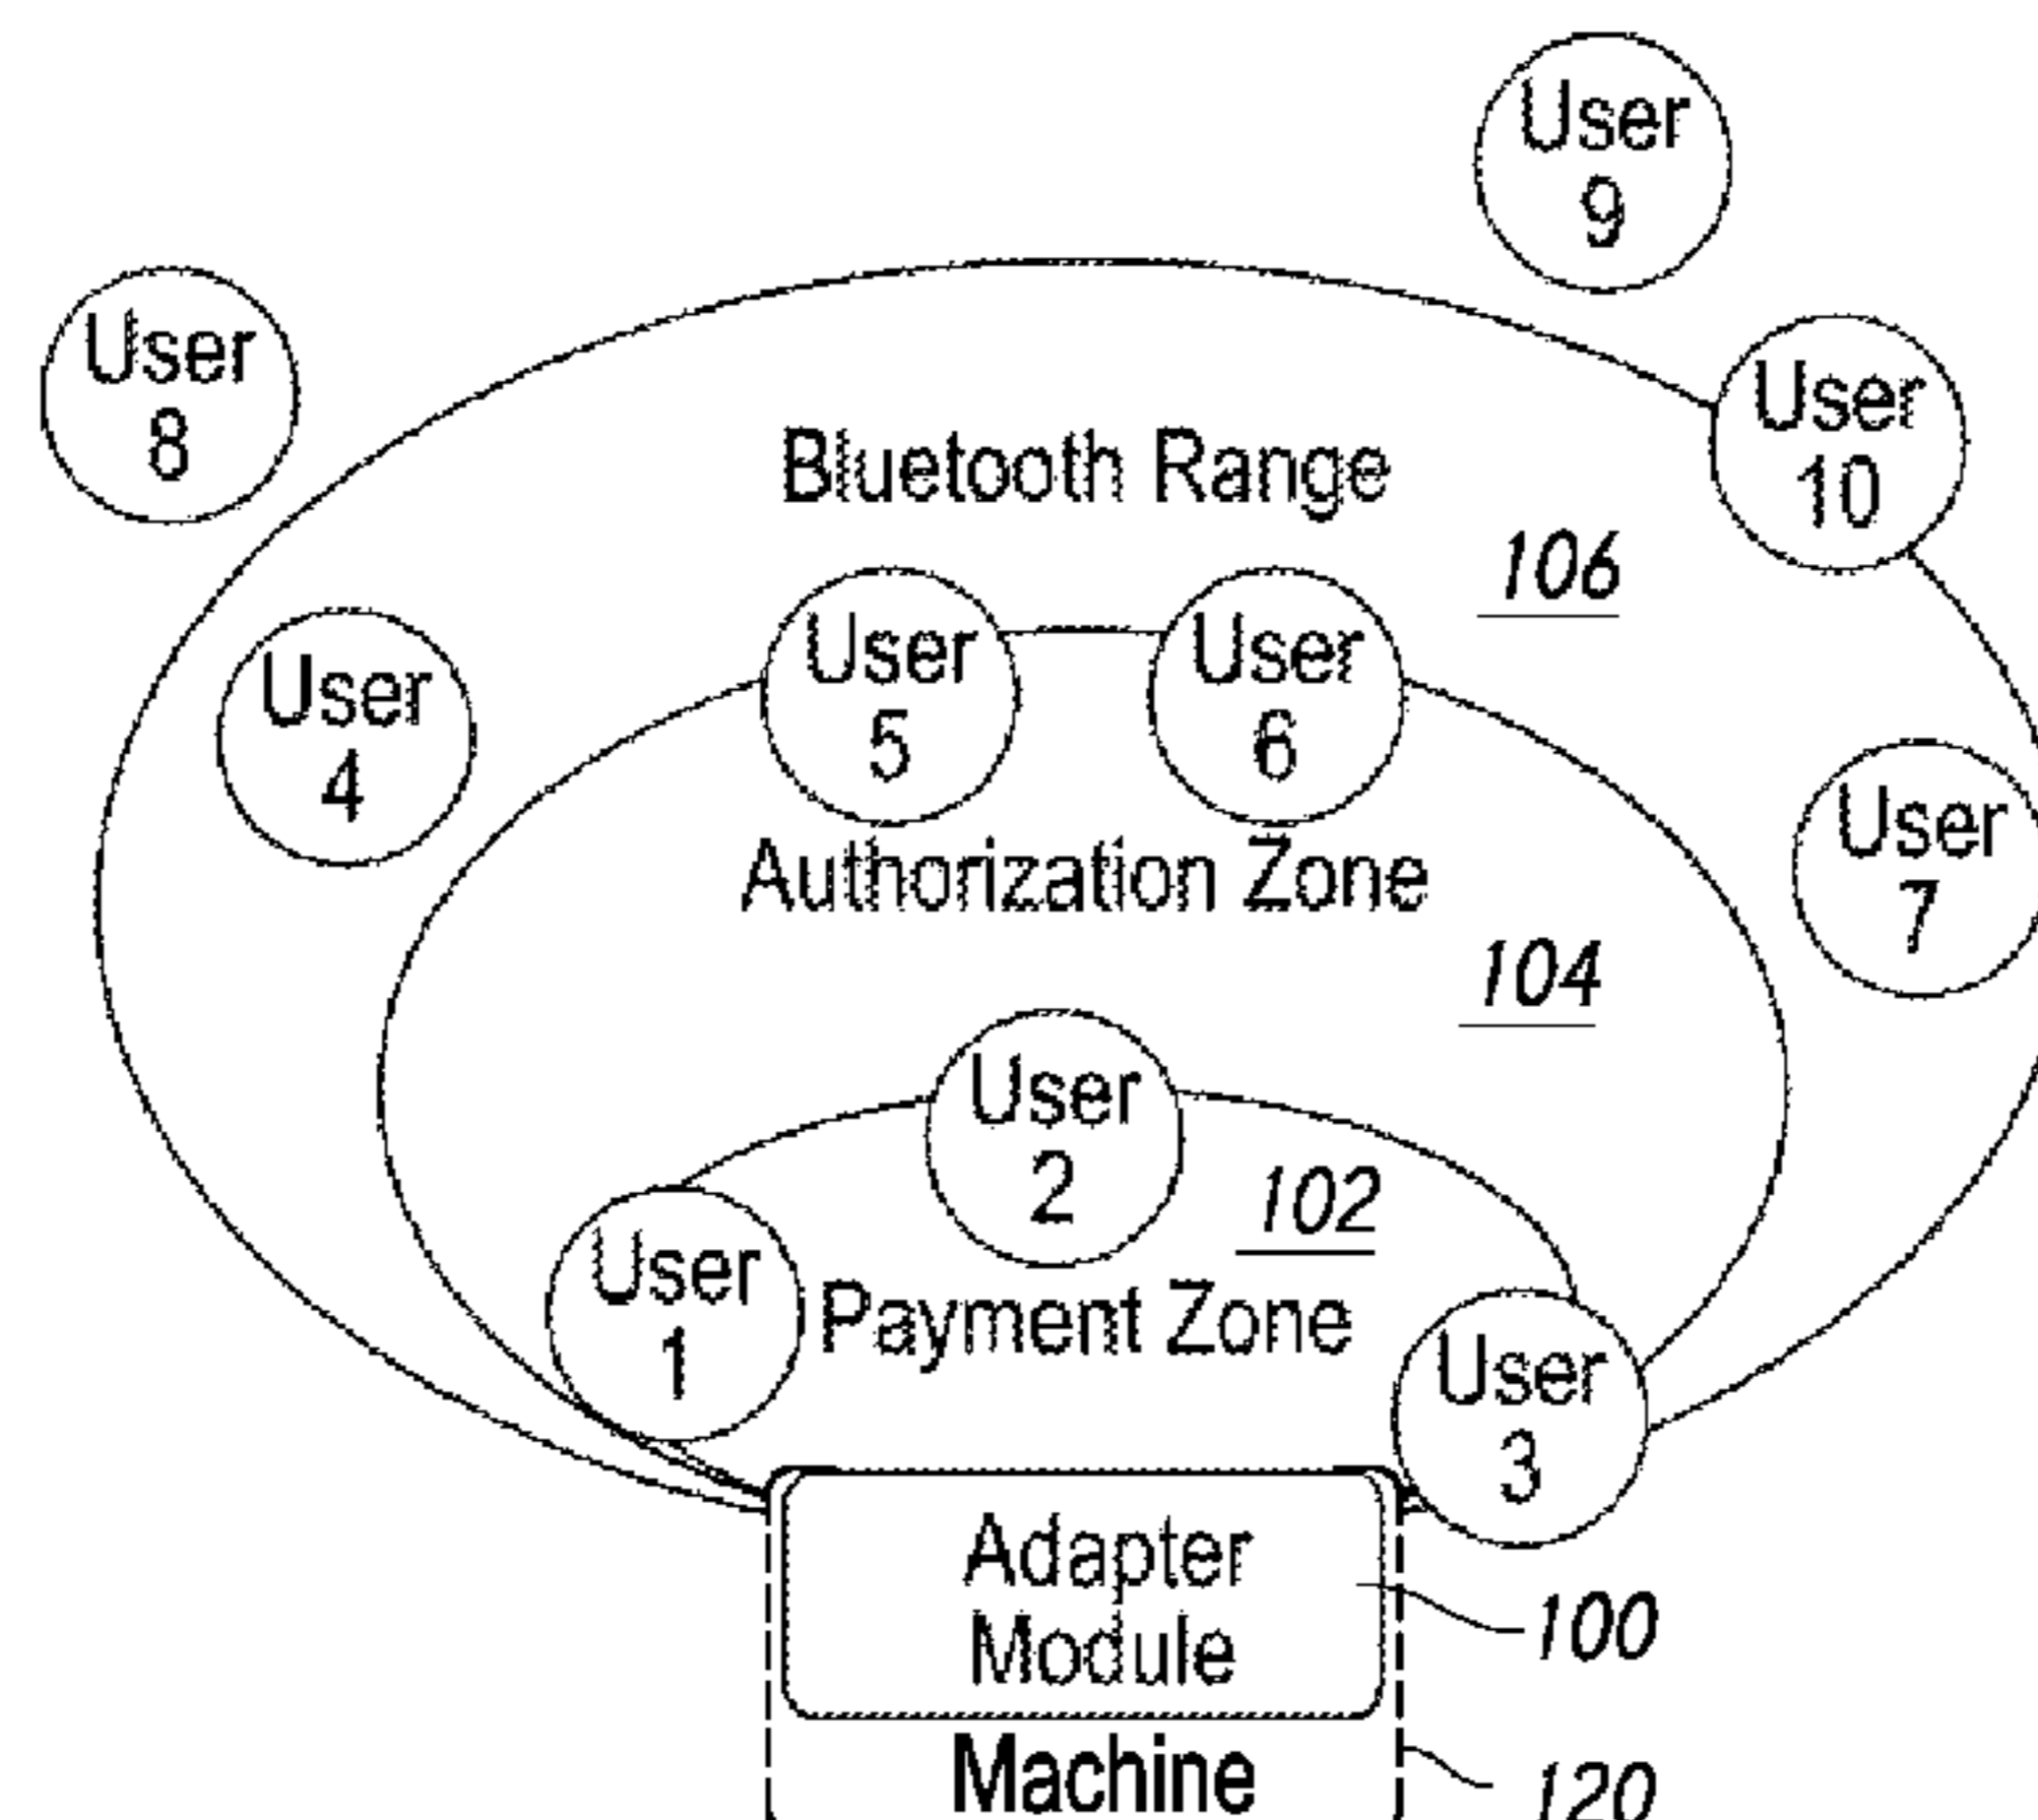 User
9
User
8
User
10
Bluetooth Range
106
User
5
User
6
User
4
User
7
Authorization Zone
104
User
2
102
User
1
Payment Zone
User
3
Adapter
Module
100
Machine
120